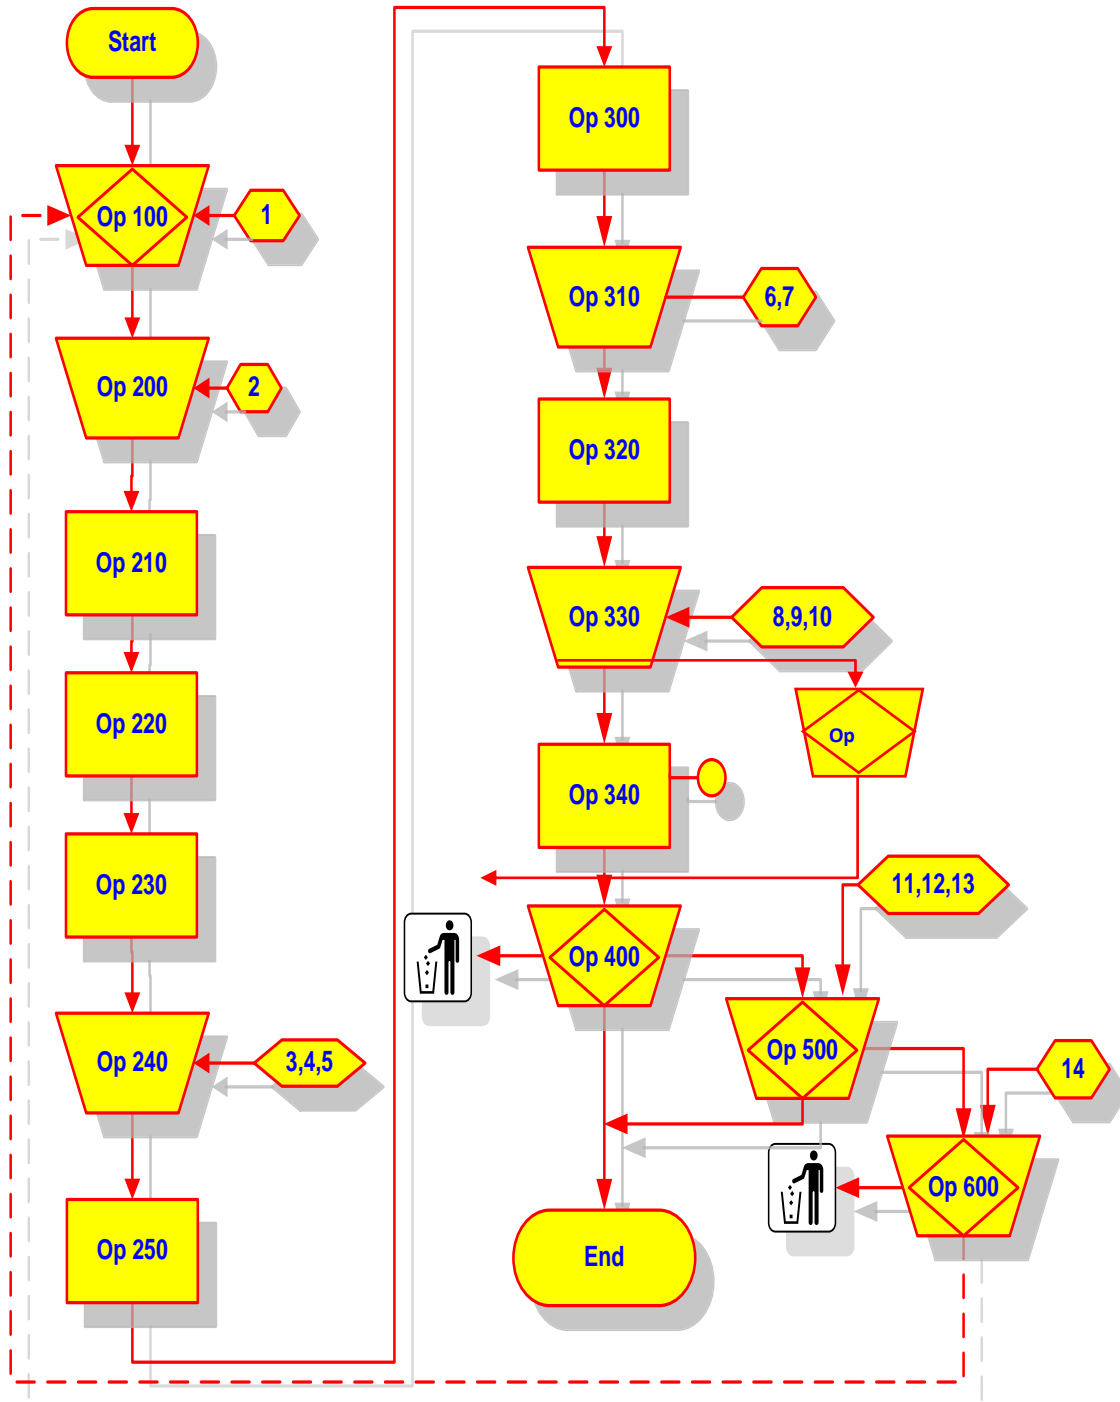 Start
Op 100
1
Op 200
2
Op 210
Op 220
Op 230
Op 240
3,4,5
Op 250
Op 300
Op 310
6,7
Op 320
Op 330
8,9,10
Op
Op 340
11,12,13
Op 400
Op 500
14
Op 600
End